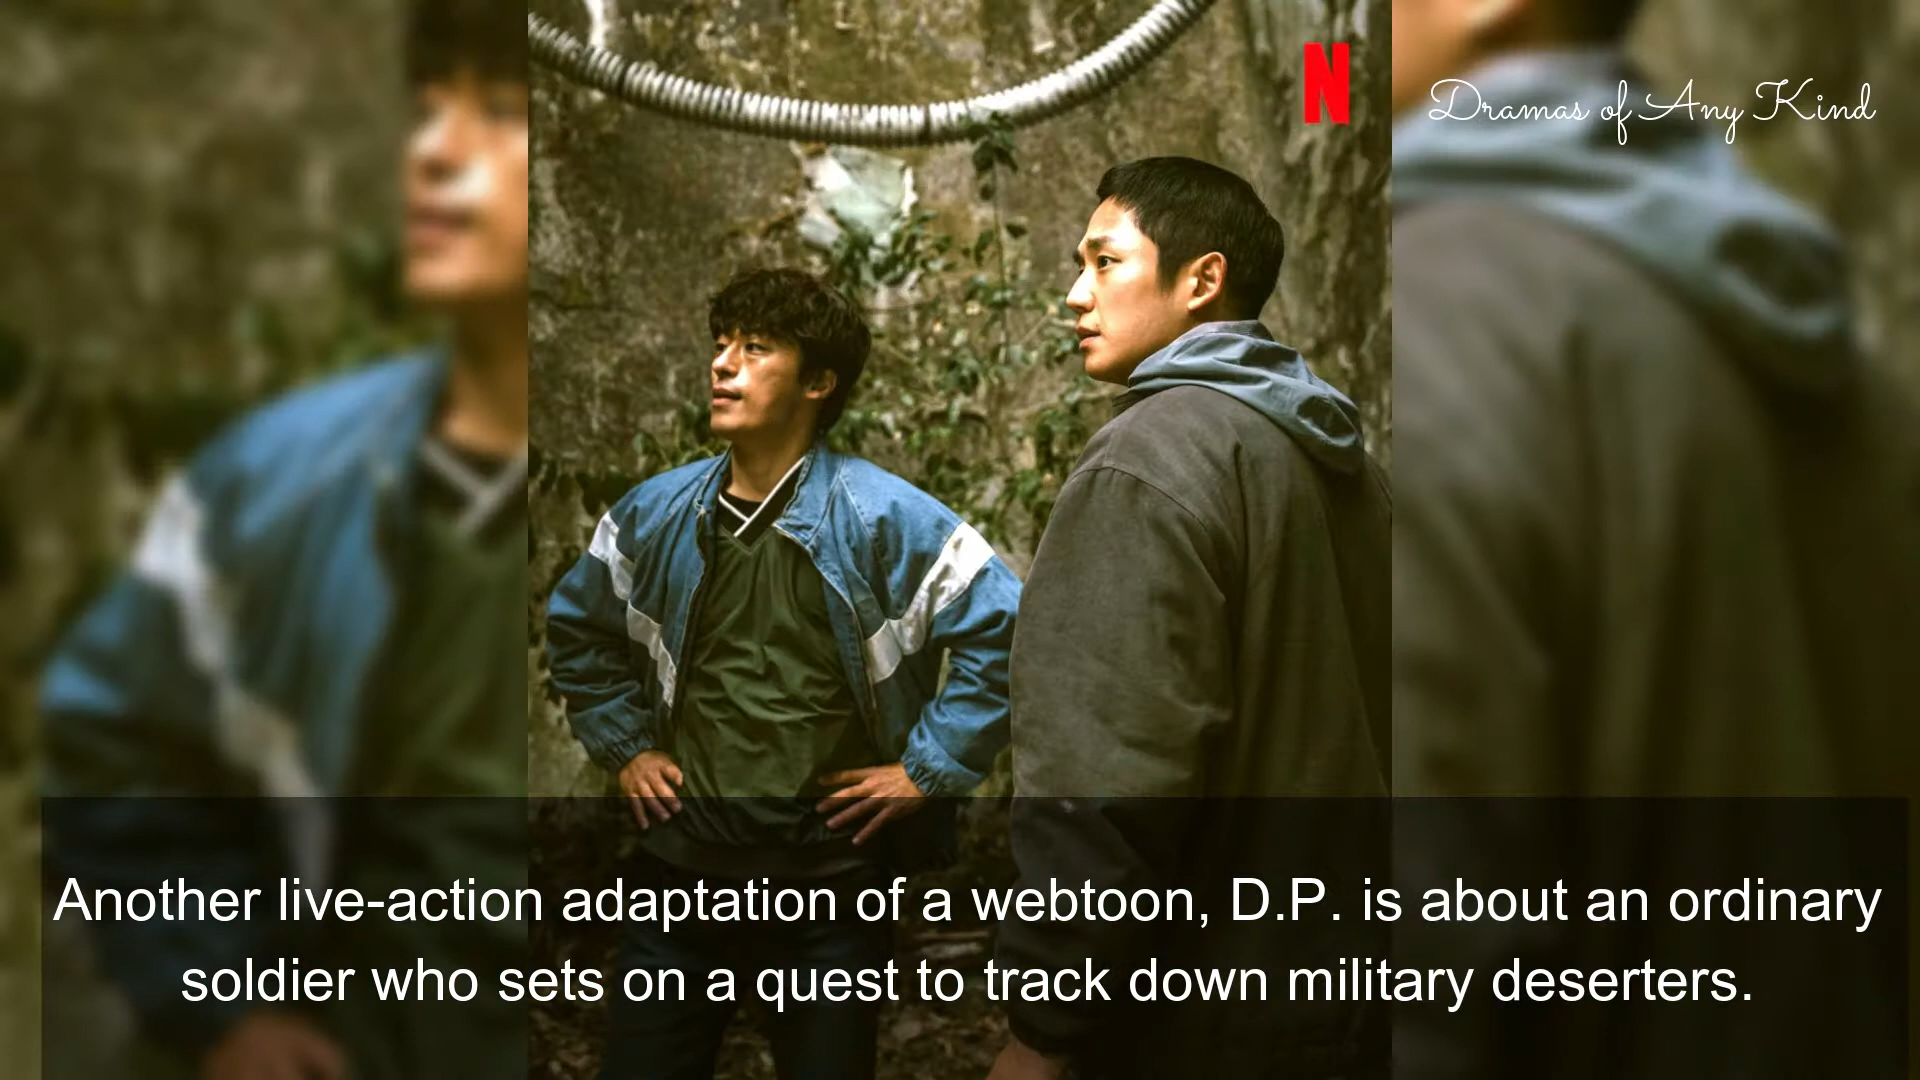 N
Dramas of Any Kind
Another live-action adaptation of a webtoon, D.P. is about an ordinary
soldier who sets on a quest to track down military deserters.